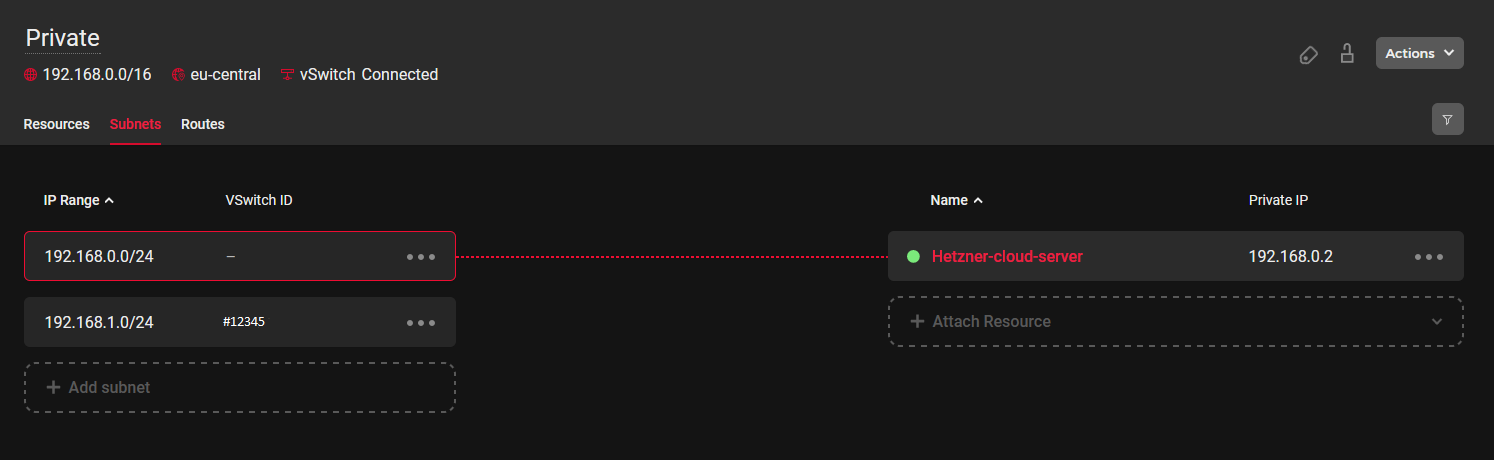 Private
192.168.0.0/16 eu-central vSwitch Connected
Actions
Resources Subnets Routes
IP Range VSwitch ID Name Private IP
192.168.0.0/24 – Hetzner-cloud-server 192.168.0.2
192.168.1.0/24 #12345 + Attach Resource
+ Add subnet